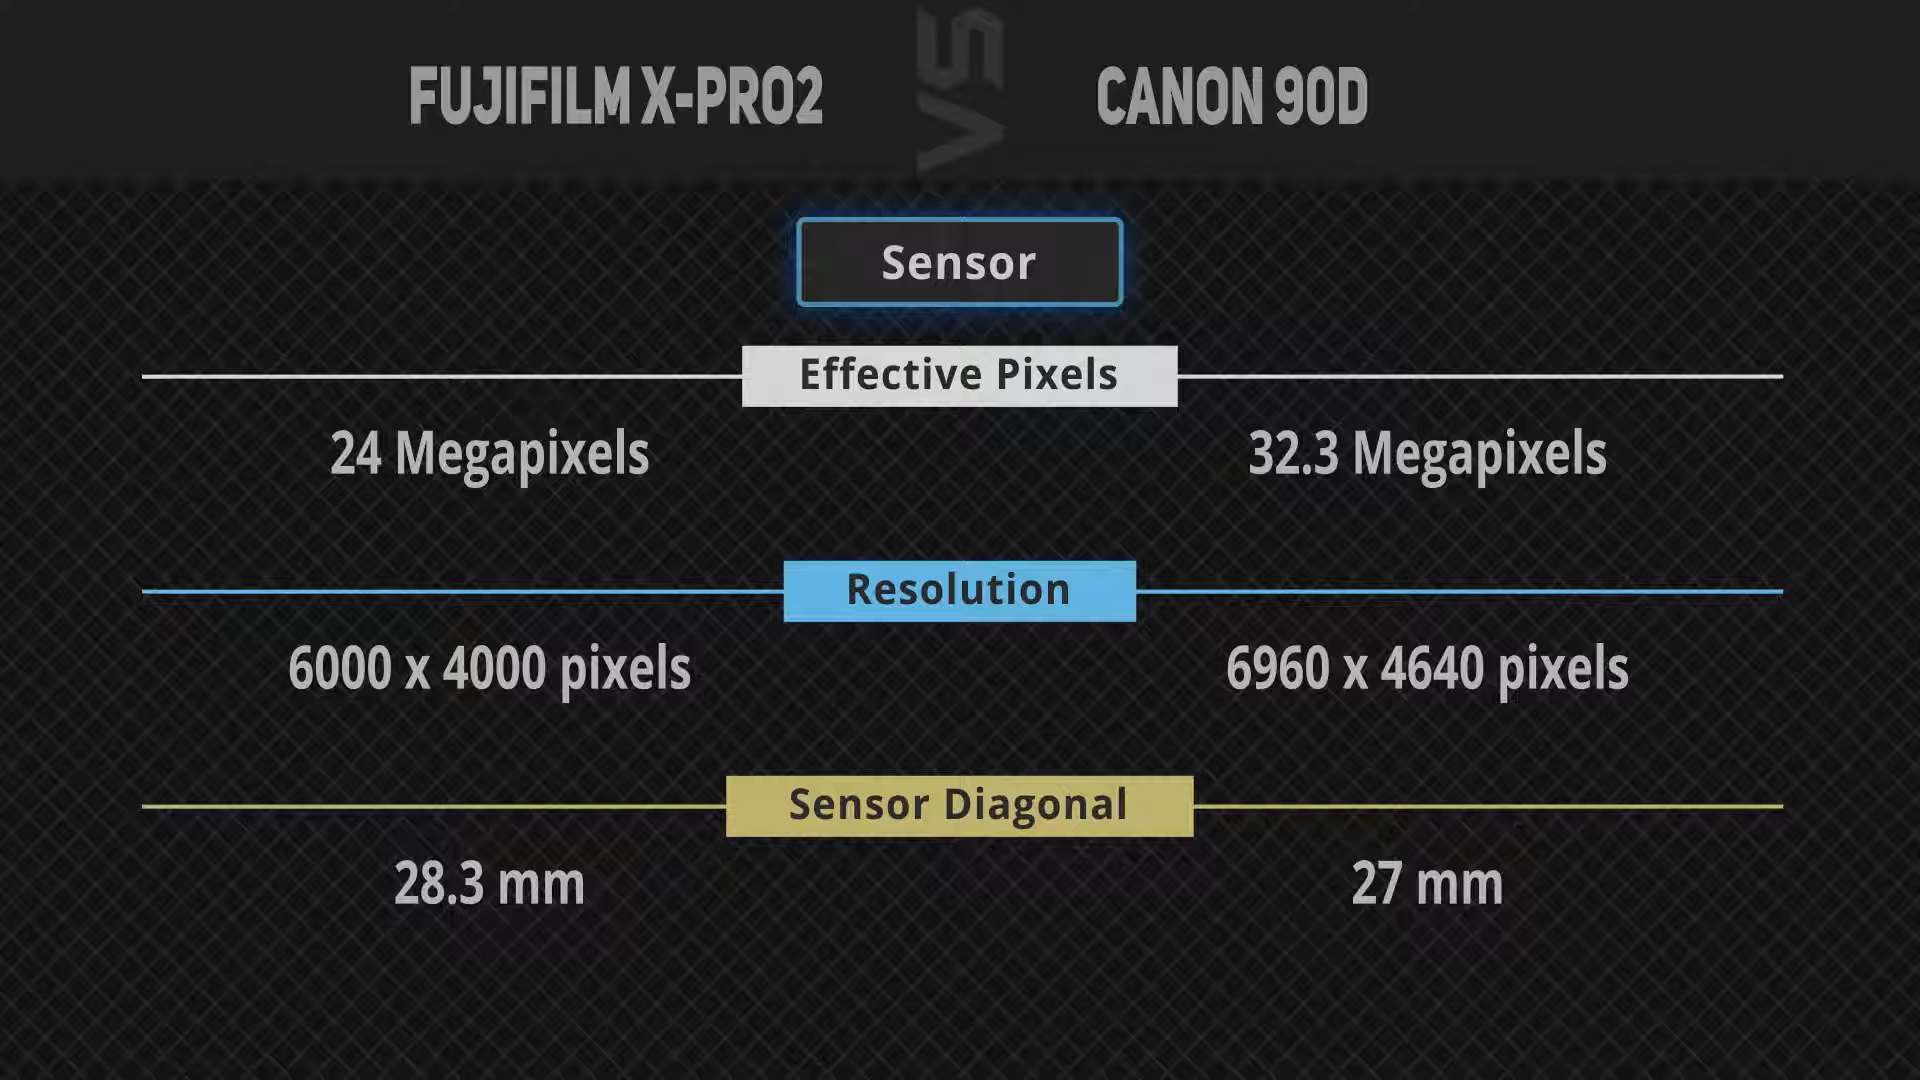 FUJIFILM X-PRO2
VS
CANON 90D
Sensor
Effective Pixels
24 Megapixels
32.3 Megapixels
Resolution
6000 x 4000 pixels
6960 x 4640 pixels
Sensor Diagonal
28.3 mm
27 mm